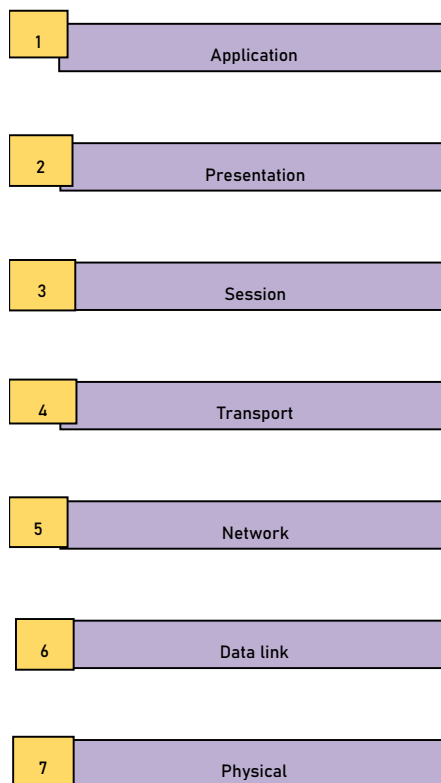 1
Application
2
Presentation
3
Session
4
Transport
5
Network
6
Data link
7
Physical